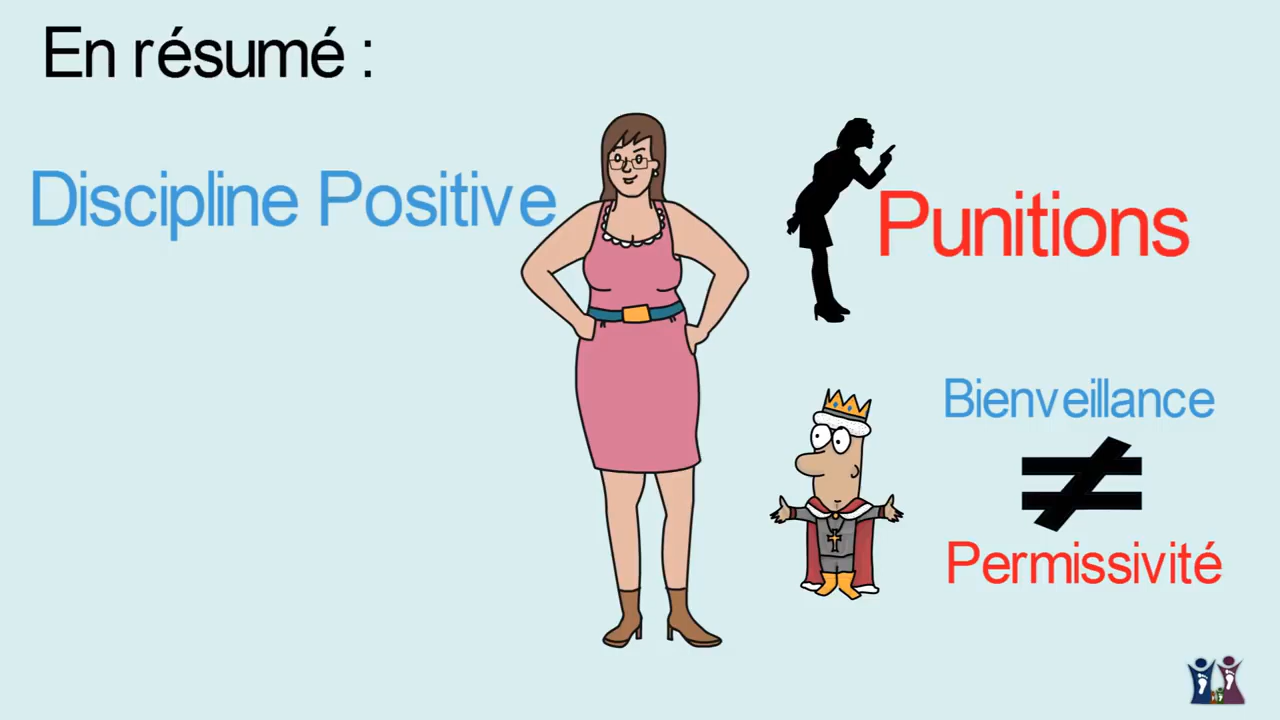 En résumé :
Discipline Positive
Punitions
Bienveillance
≠
Permissivité